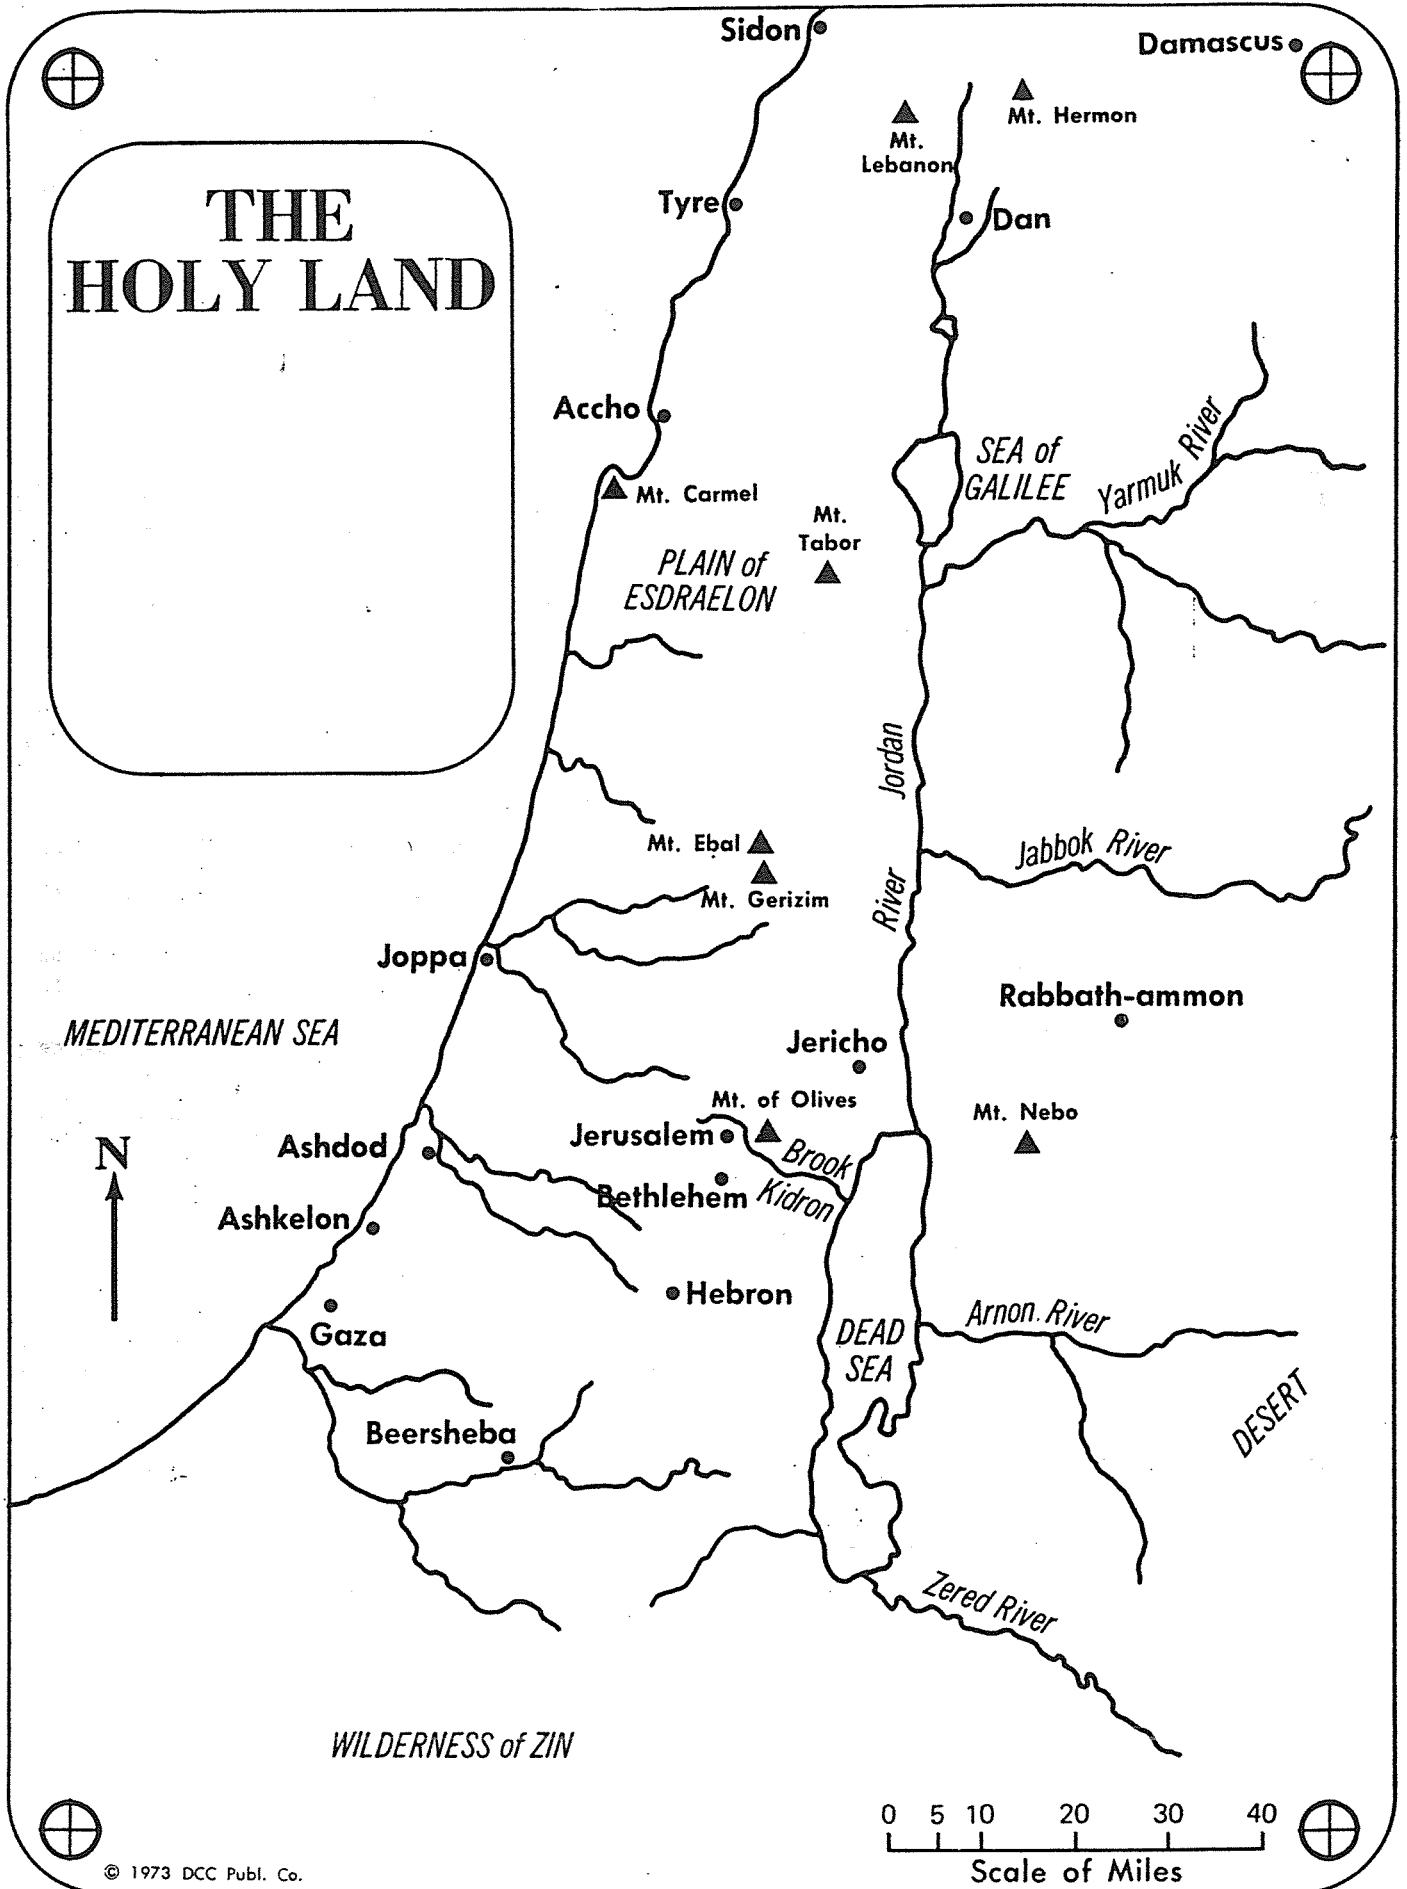 Sidon
Damascus
Mt. Hermon
Mt.
Lebanon
THE
HOLY LAND
Tyre
Dan
Accho
SEA of
GALILEE
Yarmuk River
Mt. Carmel
Mt.
Tabor
PLAIN of
ESDRAELON
Jordan
River
Mt. Ebal
Mt. Gerizim
Jabbok River
Joppa
Rabbath-ammon
MEDITERRANEAN SEA
Jericho
Mt. of Olives
Mt. Nebo
N
Ashdod
Jerusalem
Brook
Kidron
Bethlehem
Ashkelon
Hebron
Gaza
DEAD
SEA
Arnon. River
DESERT
Beersheba
Zered River
WILDERNESS of ZIN
0 5 10 20 30 40
Scale of Miles
© 1973 DCC Publ. Co.